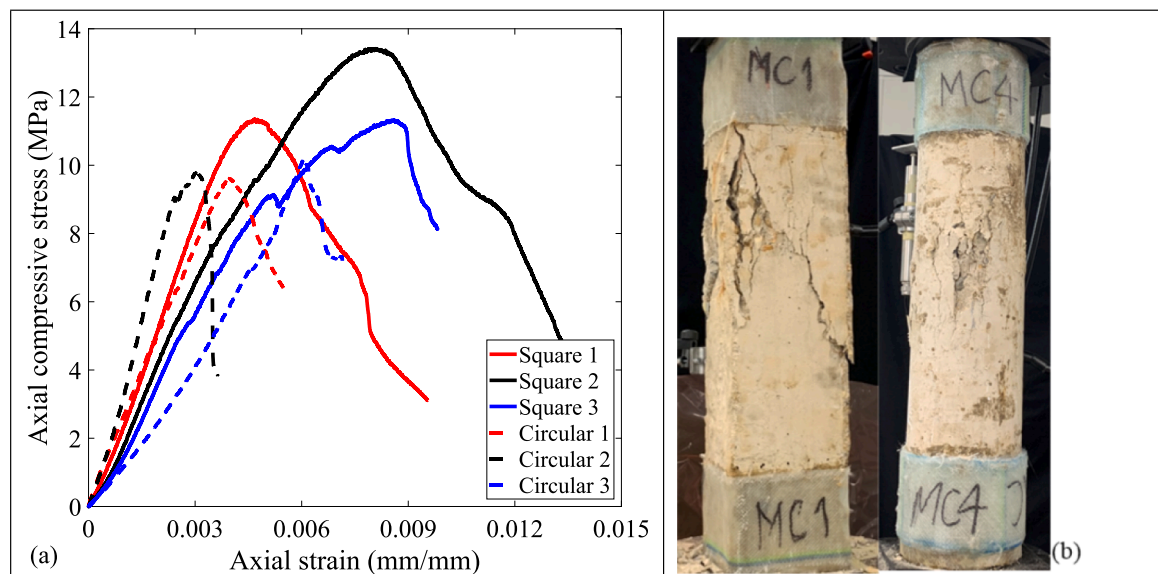 14
12
10
8
6
4
2
0
Axial compressive stress (MPa)
0
0.003
0.006
0.009
0.012
0.015
Axial strain (mm/mm)
Square 1
Square 2
Square 3
Circular 1
Circular 2
Circular 3
(a)
MC1
MC4
MC1
MC4
(b)